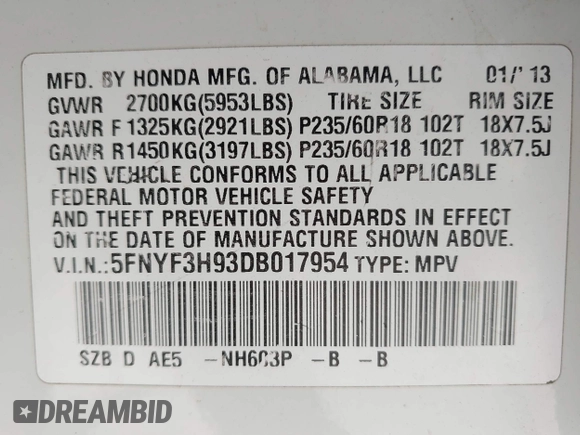 MFD. BY HONDA MFG. OF ALABAMA, LLC 01/13
GVWR 2700KG(5953LBS) TIRE SIZE RIM SIZE
GAWR F 1325KG(2921LBS) P235/60R18 102T 18X7.5J
GAWR R 1450KG(3197LBS) P235/60R18 102T 18X7.5J
THIS VEHICLE CONFORMS TO ALL APPLICABLE
FEDERAL MOTOR VEHICLE SAFETY
AND THEFT PREVENTION STANDARDS IN EFFECT
ON THE DATE OF MANUFACTURE SHOWN ABOVE.
V.I.N.:5FNYF3H93DB017954 TYPE: MPV
SZB D AE5 -NH603P -B -B
DREAMBID